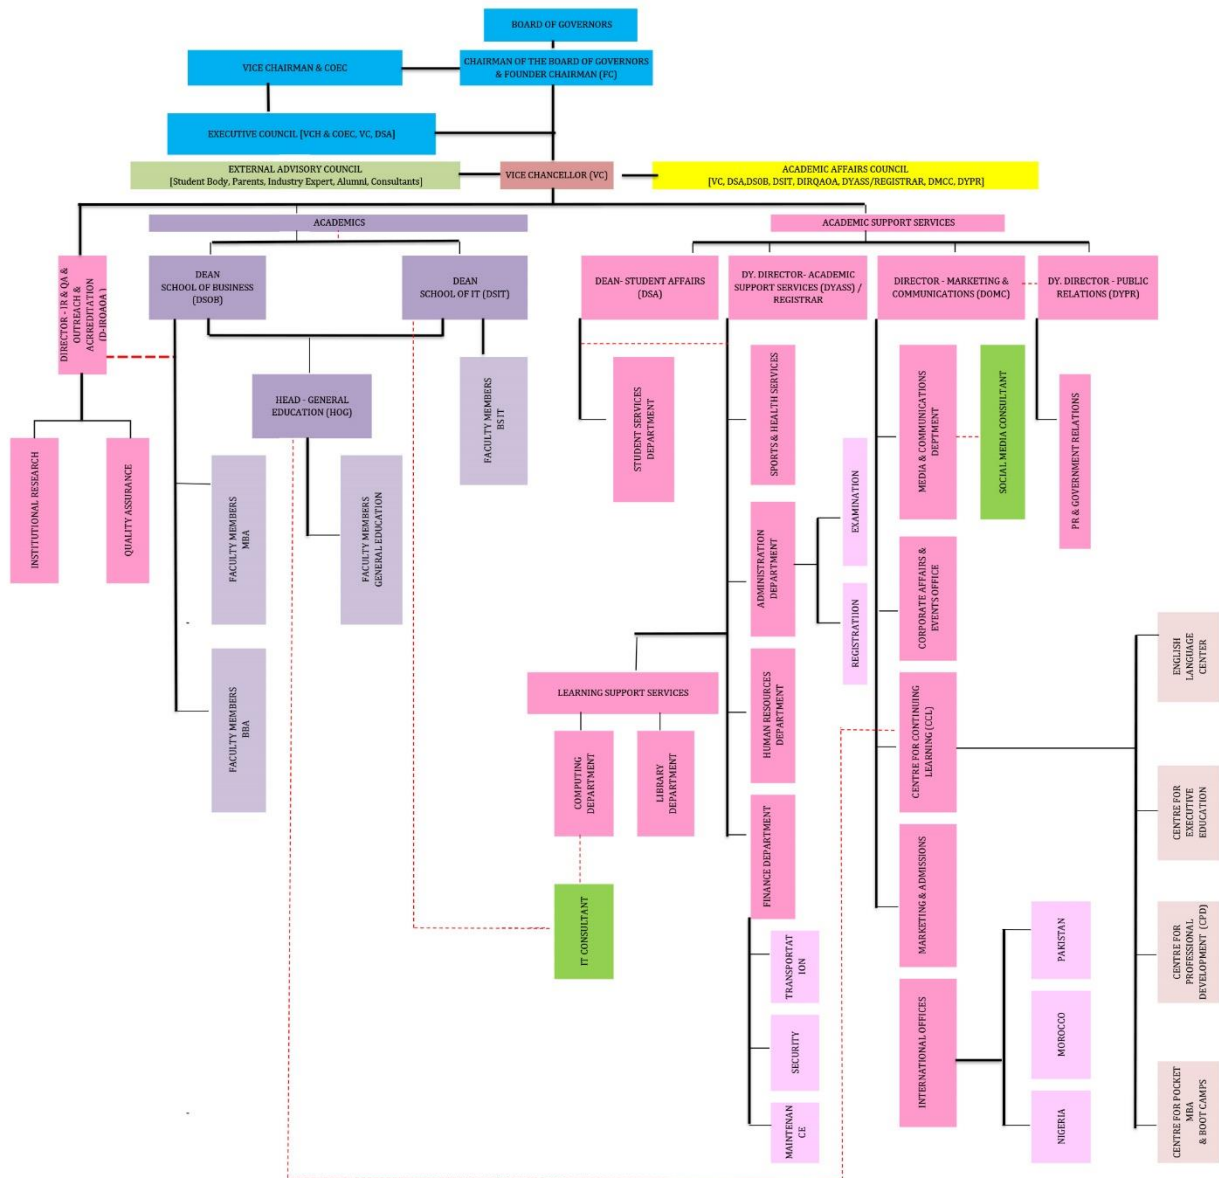 BOARD OF GOVERNORS
VICE CHAIRMAN & COEC
CHAIRMAN OF THE BOARD OF GOVERNORS
& FOUNDER CHAIRMAN (FC)
EXECUTIVE COUNCIL [VCH & COEC, VC, DSA]
EXTERNAL ADVISORY COUNCIL
[Student Body, Parents, Industry Expert, Alumni, Consultants]
VICE CHANCELLOR (VC)
ACADEMIC AFFAIRS COUNCIL
[VC, DSA,DSOB, DSIT, DIRQAOA, DYASS/REGISTRAR, DMCC, DYPR]
ACADEMICS
ACADEMIC SUPPORT SERVICES
DIRECTOR - IR & QA &
OUTREACH &
ACRREDITATION
(D-IRQAOA )
DEAN
SCHOOL OF BUSINESS (DSOB)
DEAN
SCHOOL OF IT (DSIT)
DEAN- STUDENT AFFAIRS
(DSA)
DY. DIRECTOR- ACADEMIC
SUPPORT SERVICES (DYASS) /
REGISTRAR
DIRECTOR - MARKETING &
COMMUNICATIONS (DOMC)
DY. DIRECTOR - PUBLIC
RELATIONS (DYPR)
HEAD - GENERAL
EDUCATION (HOG)
FACULTY MEMBERS
BS IT
STUDENT SERVICES
DEPARTMENT
SPORTS & HEALTH SERVICES
MEDIA & COMMUNICATIONS
DEPTMENT
SOCIAL MEDIA CONSULTANT
PR & GOVERNMENT RELATIONS
INSTITUTIONAL RESEARCH
QUALITY ASSURANCE
FACULTY MEMBERS
MBA
FACULTY MEMBERS
GENERAL EDUCATION
ADMINISTRATION
DEPARTMENT
EXAMINATION
REGISTRATIION
CORPORATE AFFAIRS &
EVENTS OFFICE
ENGLISH
LANGUAGE
CENTER
FACULTY MEMBERS
BBA
LEARNING SUPPORT SERVICES
COMPUTING
DEPARTMENT
LIBRARY
DEPARTMENT
HUMAN RESOURCES
DEPARTMENT
CENTRE FOR CONTINUING
LEARNING (CCL)
CENTRE FOR
EXECUTIVE
EDUCATION
FINANCE DEPARTMENT
MARKETING & ADMISSIONS
IT CONSULTANT
TRANSPORTAT
ION
PAKISTAN
CENTRE FOR
PROFESSIONAL
DEVELOPMENT (CPD)
SECURITY
INTERNATIONAL OFFICES
MOROCCO
MAINTENAN
CE
NIGERIA
CENTRE FOR POCKET
MBA
& BOOT CAMPS